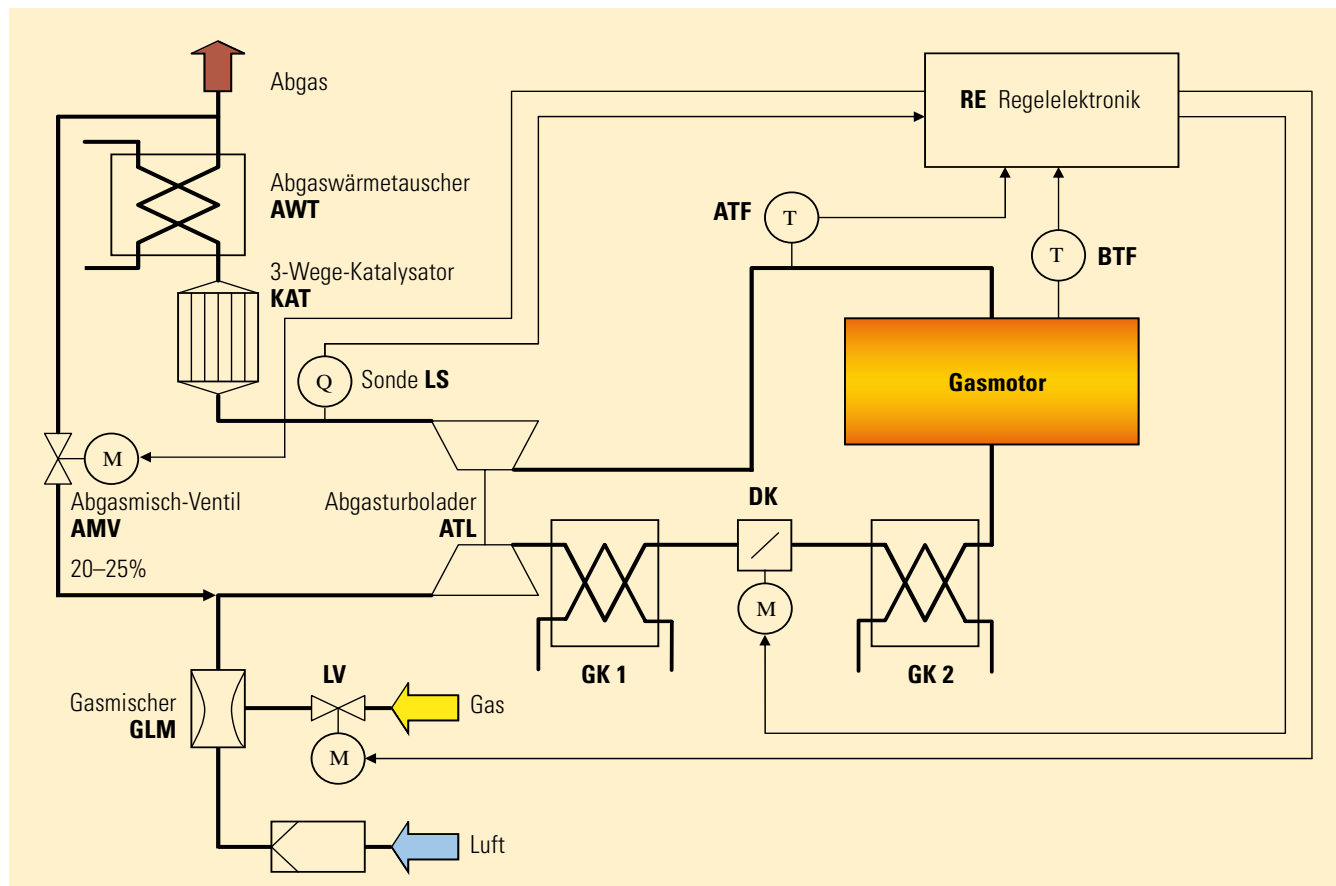 Abgas
RE Regelelektronik
Abgaswärmetauscher
AWT
ATF
T
T
BTF
3-Wege-Katalysator
KAT
Q
Sonde LS
Gasmotor
M
Abgasmisch-Ventil
AMV
20–25%
Abgasturbolader
ATL
DK
M
GK 1
GK 2
LV
Gasmischer
GLM
Gas
M
Luft